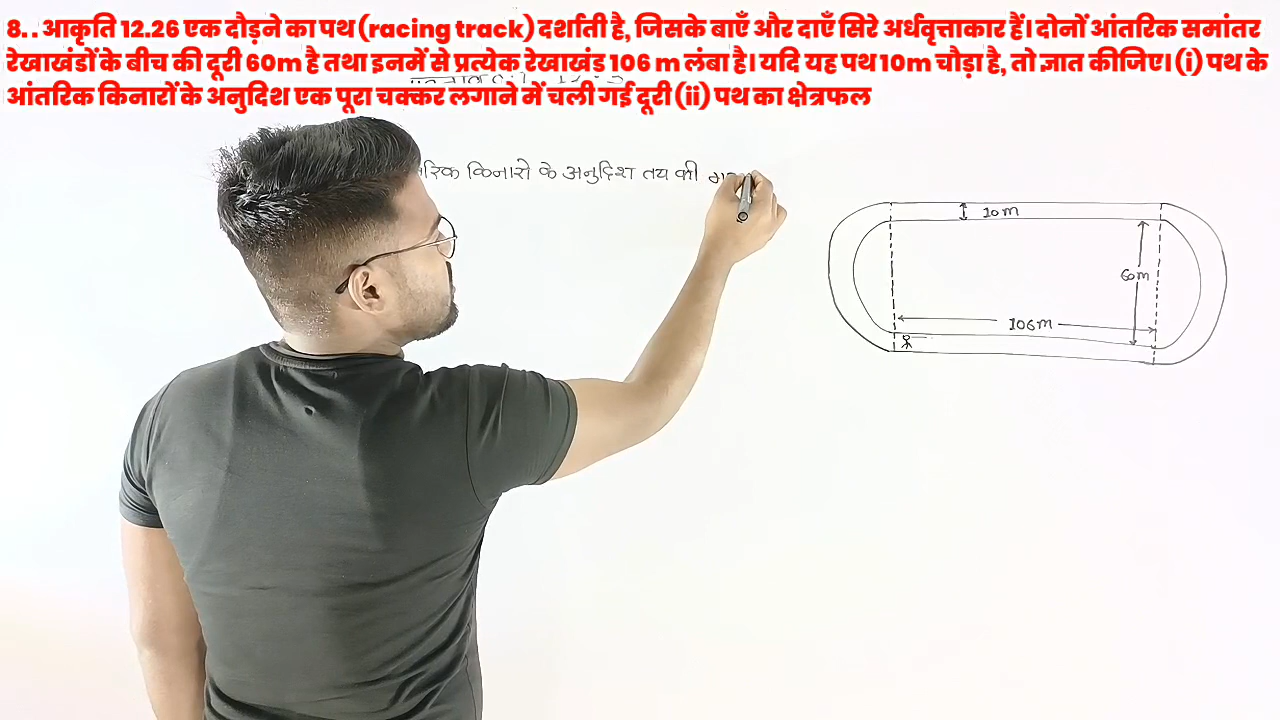 8. . आकृति 12.26 एक दौड़ने का पथ (racing track) दर्शाती है, जिसके बाएँ और दाएँ सिरे अर्धवृत्ताकार हैं। दोनों आंतरिक समांतर
रेखाखंडों के बीच की दूरी 60m है तथा इनमें से प्रत्येक रेखाखंड 106 m लंबा है। यदि यह पथ 10m चौड़ा है, तो ज्ञात कीजिए। (i) पथ के
आंतरिक किनारों के अनुदिश एक पूरा चक्कर लगाने में चली गई दूरी (ii) पथ का क्षेत्रफल
किनारो के अनुदिश तय की
10m
60m
106m